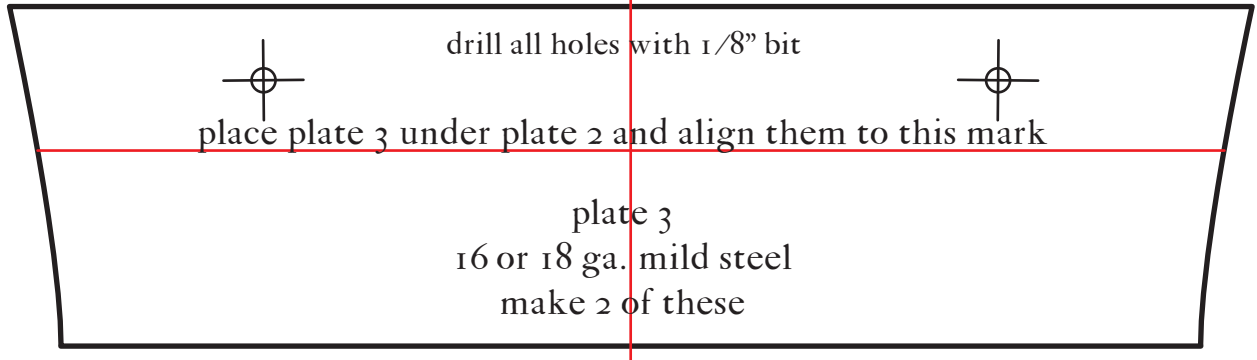 drill all holes with 1/8” bit
place plate 3 under plate 2 and align them to this mark
plate 3
16 or 18 ga. mild steel
make 2 of these